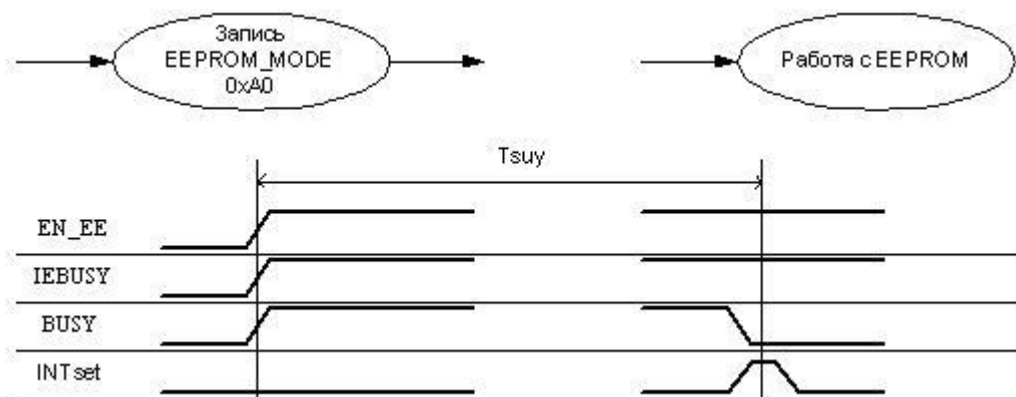 Запись
EEPROM_MODE
0xA0
Работа с EEPROM
Tsuy
EN_EE
IEBUSY
BUSY
INTset